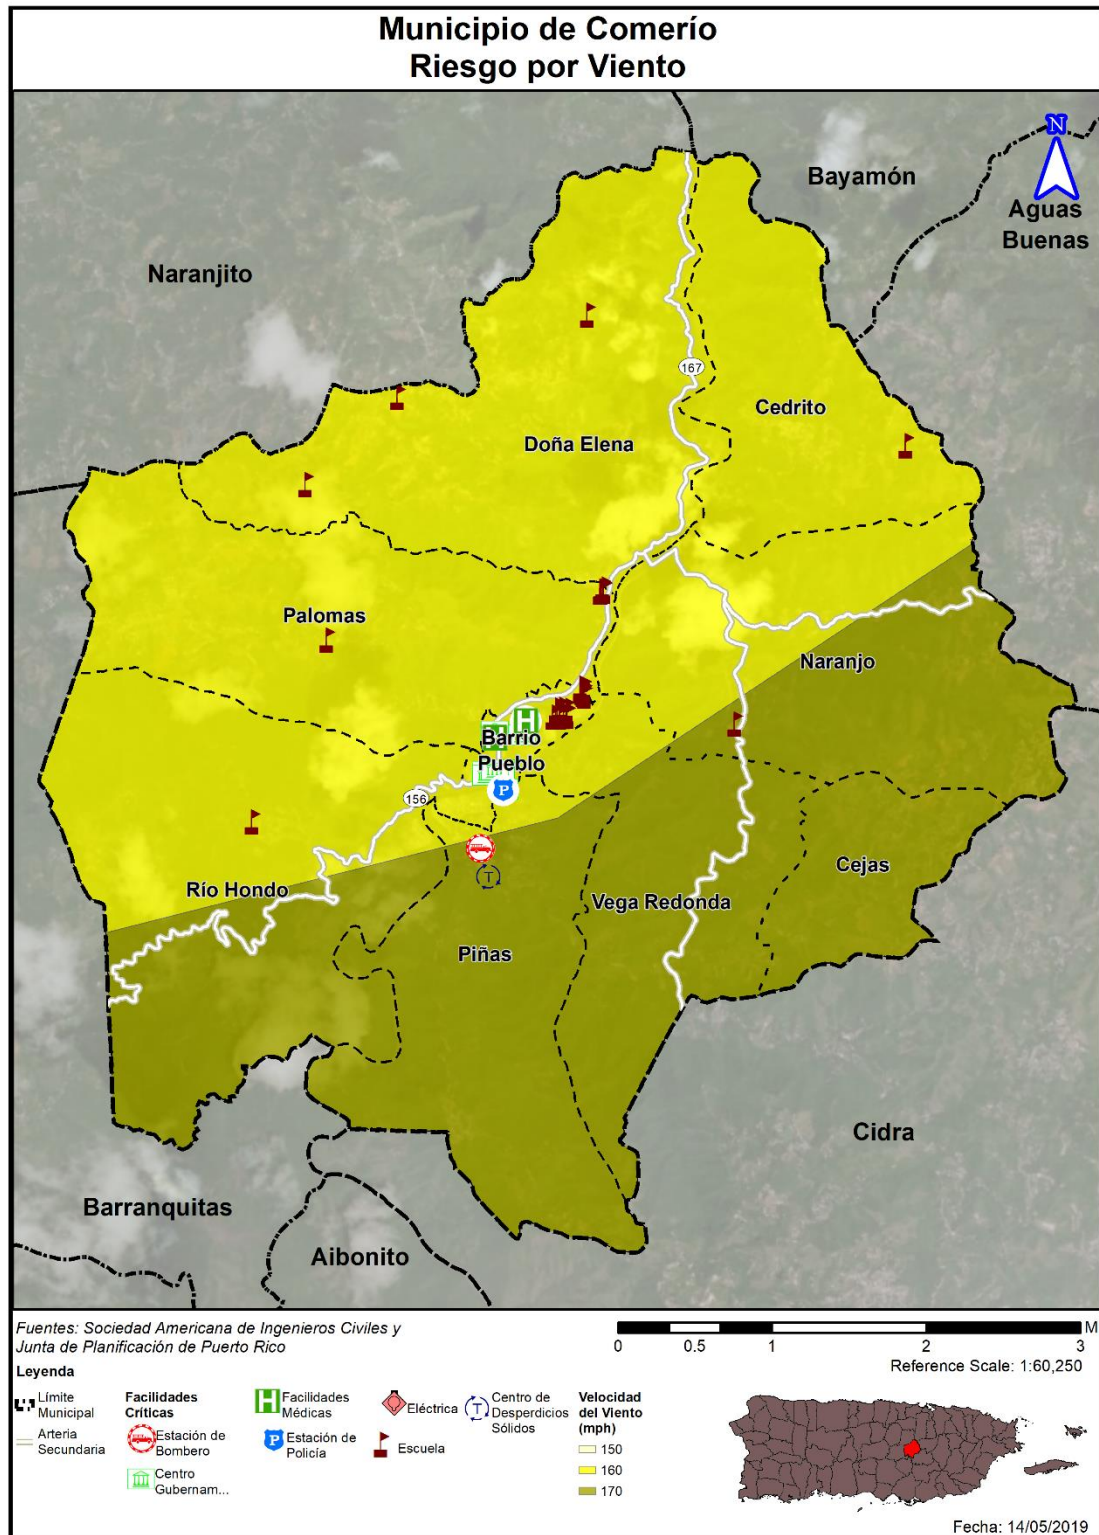 Municipio de Comerío
Riesgo por Viento
N
Bayamón
Aguas
Buenas
Naranjito
167
Cedrito
Doña Elena
Palomas
Naranjo
H
H
Barrio
Pueblo
P
156
T
Cejas
Río Hondo
Vega Redonda
Piñas
Cidra
Barranquitas
Aibonito
Fuentes: Sociedad Americana de Ingenieros Civiles y
Junta de Planificación de Puerto Rico
M
0 0.5 1 2 3
Reference Scale: 1:60,250
Leyenda
Límite
Municipal
Arteria
Secundaria
Facilidades
Críticas
Estación de
Bombero
Centro
Gubernam...
H
Facilidades
Médicas
P
Estación de
Policía
Eléctrica
Escuela
T
Centro de
Desperdicios
Sólidos
Velocidad
del Viento
(mph)
150
160
170
Fecha: 14/05/2019